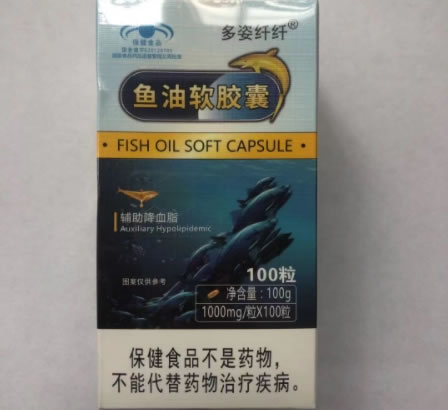 多姿纤纤®
保健食品
鱼油软胶囊
• FISH OIL SOFT CAPSULE •
辅助降血脂
Auxiliary Hypolipidemic
100粒
图案仅供参考
净含量:100g
1000mg/粒X100粒
保健食品不是药物,
不能代替药物治疗疾病。